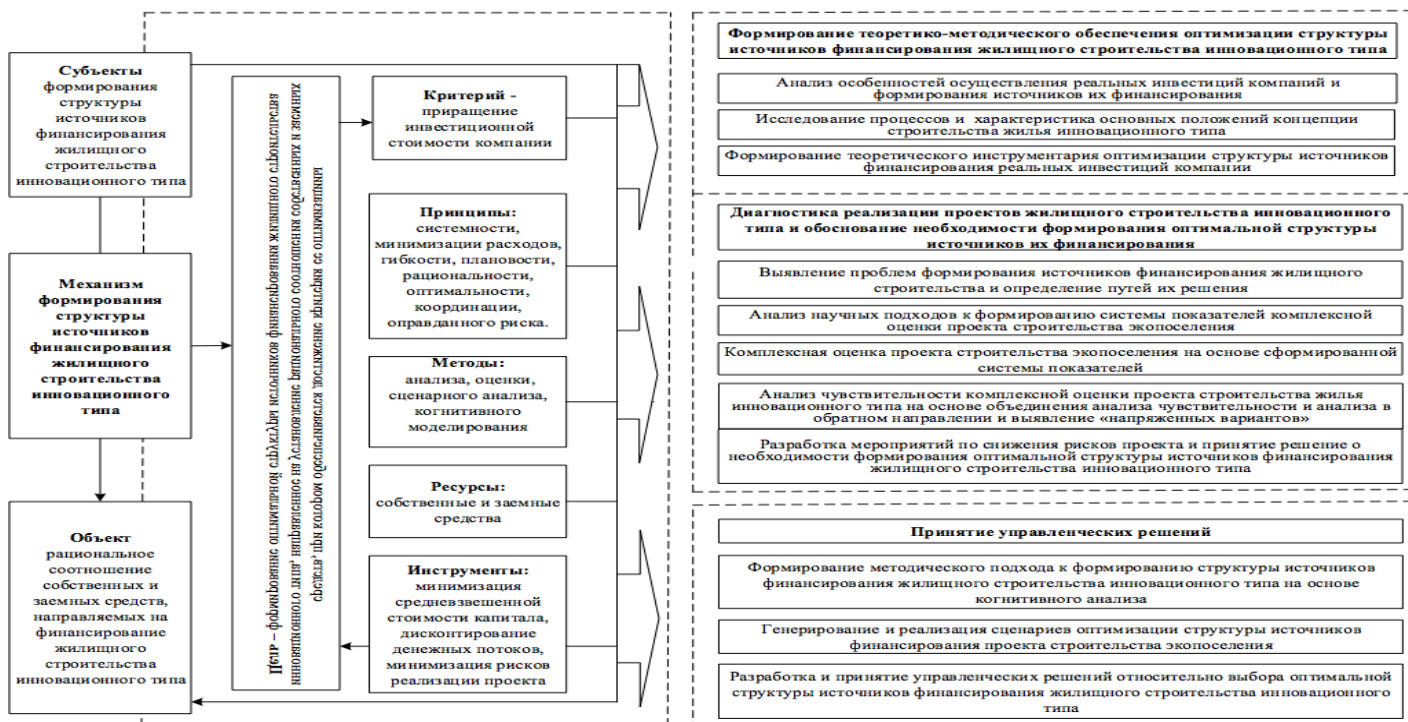 Субъекты
формирования
структуры
источников
финансирования
жилищного
строительства
инновационного типа
Механизм
формирования
структуры
источников
финансирования
жилищного
строительства
инновационного
типа
Объект
рациональное
соотношение
собственных и
заемных средств,
направляемых на
финансирование
жилищного
строительства
инновационного типа
Цель – формирование оптимальной структуры источников финансирования жилищного строительства
инновационного типа, направленное на установление рационального соотношения собственных и заемных
средств, при котором обеспечивается достижение критерия ее оптимизации
Критерий -
приращение
инвестиционной
стоимости компании
Принципы:
системности,
минимизации расходов,
гибкости, плановости,
рациональности,
оптимальности,
координации,
оправданного риска.
Методы:
анализа, оценки,
сценарного анализа,
когнитивного
моделирования
Ресурсы:
собственные и заемные
средства
Инструменты:
минимизация
средневзвешенной
стоимости капитала,
дисконтирование
денежных потоков,
минимизация рисков
реализации проекта
Формирование теоретико-методического обеспечения оптимизации структуры
источников финансирования жилищного строительства инновационного типа
Анализ особенностей осуществления реальных инвестиций компаний и
формирования источников их финансирования
Исследование процессов и характеристика основных положений концепции
строительства жилья инновационного типа
Формирование теоретического инструментария оптимизации структуры источников
финансирования реальных инвестиций компании
Диагностика реализации проектов жилищного строительства инновационного
типа и обоснование необходимости формирования оптимальной структуры
источников их финансирования
Выявление проблем формирования источников финансирования жилищного
строительства и определение путей их решения
Анализ научных подходов к формированию системы показателей комплексной
оценки проекта строительства экопоселения
Комплексная оценка проекта строительства экопоселения на основе сформированной
системы показателей
Анализ чувствительности комплексной оценки проекта строительства жилья
инновационного типа на основе объединения анализа чувствительности и анализа в
обратном направлении и выявление «напряженных вариантов»
Разработка мероприятий по снижения рисков проекта и принятие решение о
необходимости формирования оптимальной структуры источников финансирования
жилищного строительства инновационного типа
Принятие управленческих решений
Формирование методического подхода к формированию структуры источников
финансирования жилищного строительства инновационного типа на основе
когнитивного анализа
Генерирование и реализация сценариев оптимизации структуры источников
финансирования проекта строительства экопоселения
Разработка и принятие управленческих решений относительно выбора оптимальной
структуры источников финансирования жилищного строительства инновационного
типа